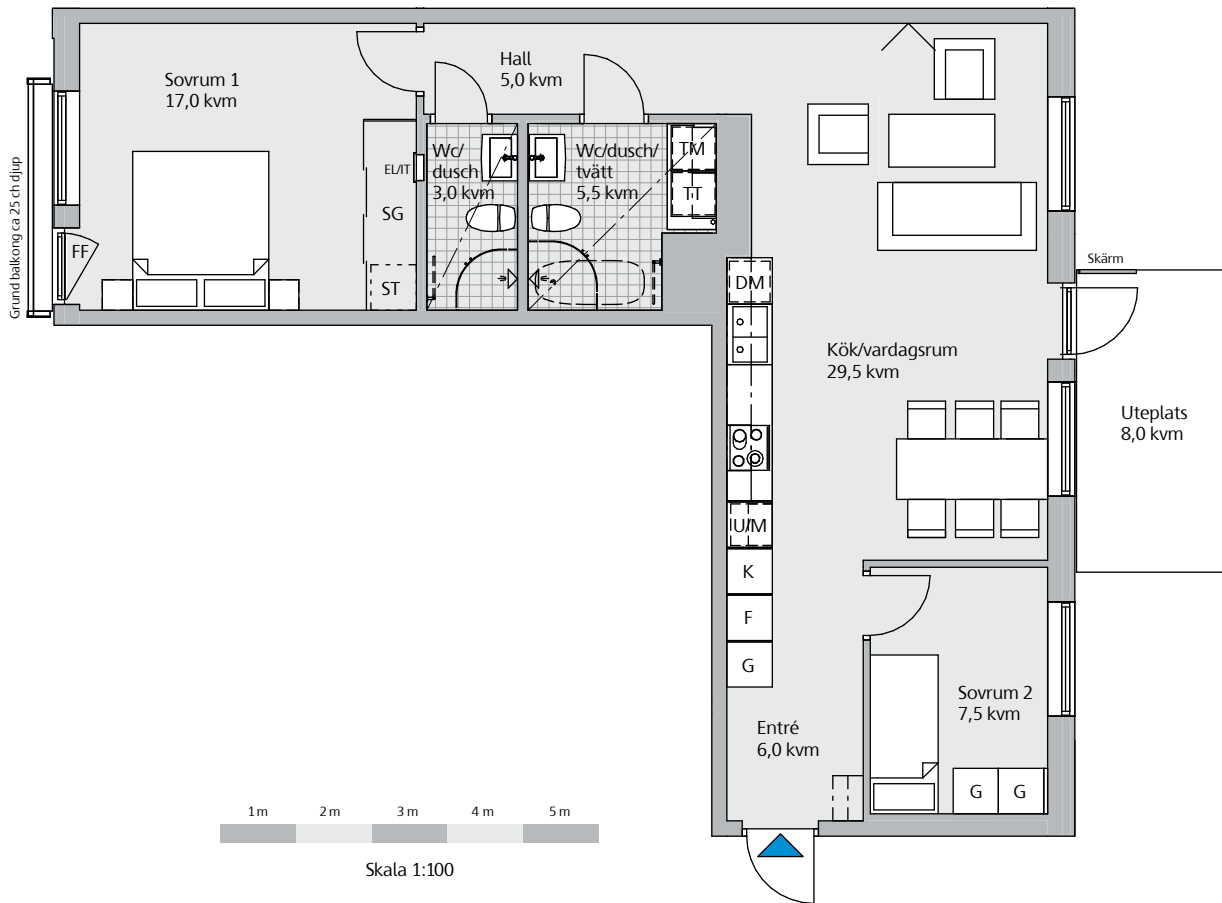 Hall
5,0 kvm
Sovrum 1
17,0 kvm
Grund balkong ca 25 ch djup
FF
EL/IT
SG
ST
Wc/
dusch
3,0 kvm
Wc/dusch/
tvätt
5,5 kvm
TM
TT
DM
Kök/vardagsrum
29,5 kvm
Skärm
Uteplats
8,0 kvm
U/M
K
F
G
Sovrum 2
7,5 kvm
Entré
6,0 kvm
G G
1 m 2 m 3 m 4 m 5 m
Skala 1:100